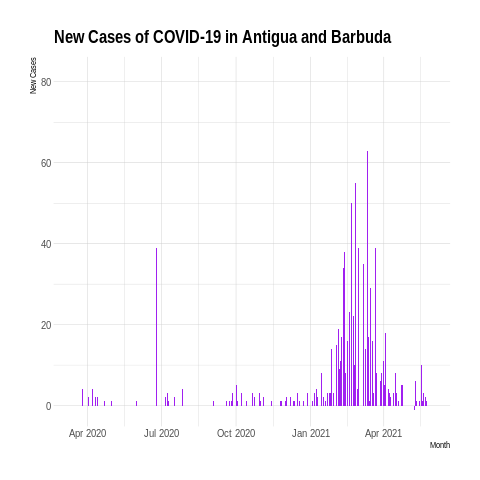 New Cases of COVID-19 in Antigua and Barbuda
New Cases
80
60
40
20
0
Apr 2020 Jul 2020 Oct 2020 Jan 2021 Apr 2021
Month